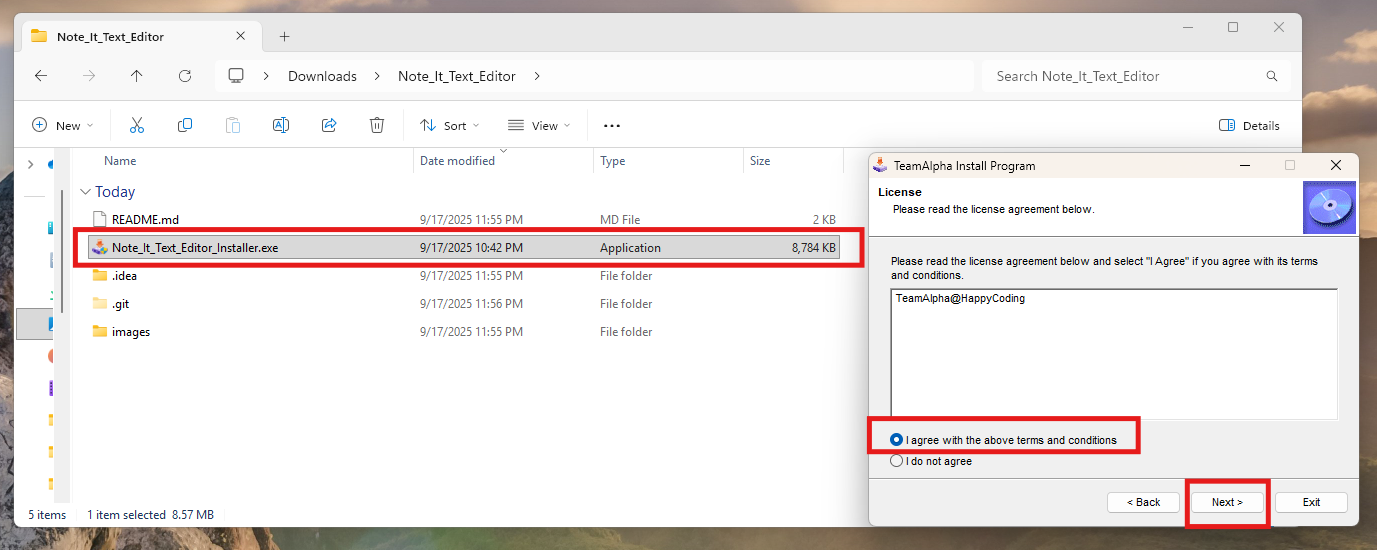 Note_It_Text_Editor
Downloads > Note_It_Text_Editor >
Search Note_It_Text_Editor
New
Sort
View
Details
Name Date modified Type Size
Today
README.md 9/17/2025 11:55 PM MD File 2 KB
Note_It_Text_Editor_Installer.exe 9/17/2025 10:42 PM Application 8,784 KB
.idea 9/17/2025 11:55 PM File folder
.git 9/17/2025 11:56 PM File folder
images 9/17/2025 11:55 PM File folder
5 items 1 item selected 8.57 MB
TeamAlpha Install Program
License
Please read the license agreement below.
Please read the license agreement below and select "I Agree" if you agree with its terms
and conditions.
TeamAlpha@HappyCoding
I agree with the above terms and conditions
I do not agree
< Back Next > Exit